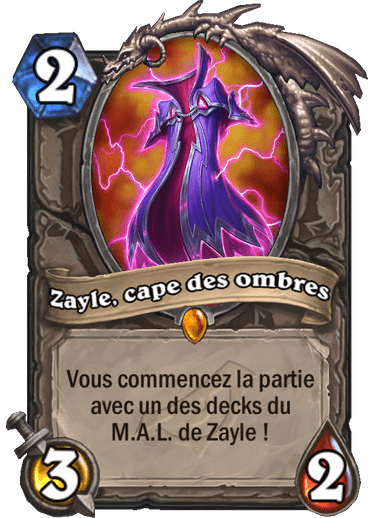 2
Zayle, cape des ombres
Vous commencez la partie
avec un des decks du
M.A.L. de Zayle !
3
2